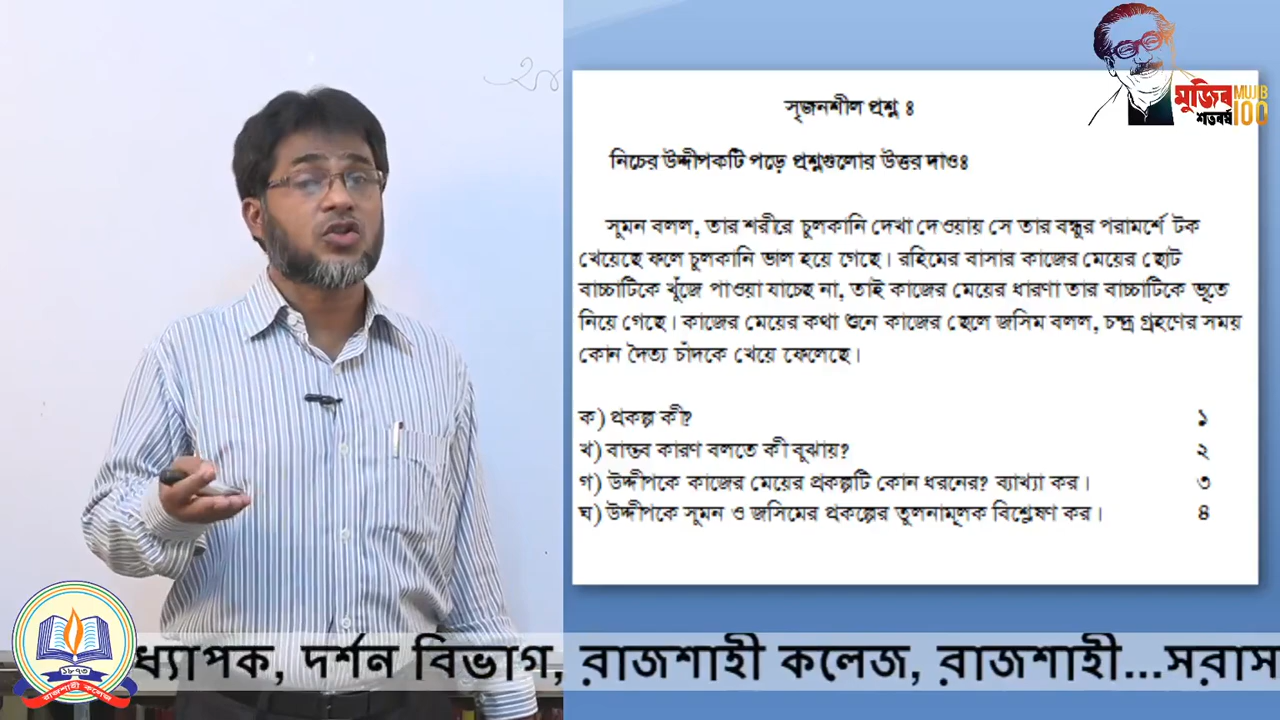 মুজিব
শতবর্ষ
MUJIB
100
সৃজনশীল প্রশ্ন ঃ
নিচের উদ্দীপকটি পড়ে প্রশ্নগুলোর উত্তর দাওঃ
সুমন বলল, তার শরীরে চুলকানি দেখা দেওয়ায় সে তার বন্ধুর পরামর্শে টক
খেয়েছে ফলে চুলকানি ভাল হয়ে গেছে। রহিমের বাসার কাজের মেয়ের ছোট
বাচ্চাটিকে খুঁজে পাওয়া যাচ্ছে না, তাই কাজের মেয়ের ধারণা তার বাচ্চাটিকে ভূতে
নিয়ে গেছে। কাজের মেয়ের কথা শুনে কাজের ছেলে জসিম বলল, চন্দ্র গ্রহণের সময়
কোন দৈত্য চাঁদকে খেয়ে ফেলেছে।
ক) প্রকল্প কী? ১
খ) বাস্তব কারণ বলতে কী বুঝায়? ২
গ) উদ্দীপকে কাজের মেয়ের প্রকল্পটি কোন ধরনের? ব্যাখ্যা কর। ৩
ঘ) উদ্দীপকে সুমন ও জসিমের প্রকল্পের তুলনামূলক বিশ্লেষণ কর। ৪
ধ্যাপক, দর্শন বিভাগ, রাজশাহী কলেজ, রাজশাহী...সরাস
১৮৭৩
রাজশাহী কলেজ